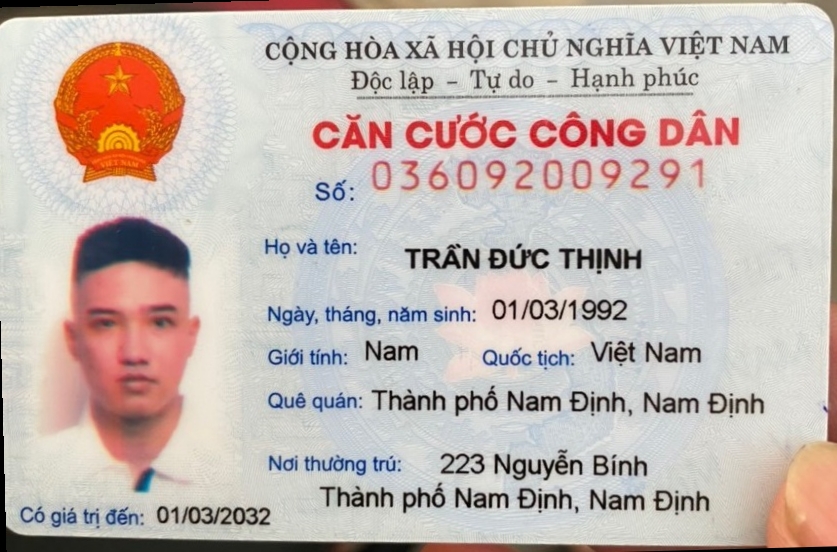 CỘNG HÒA XÃ HỘI CHỦ NGHĨA VIỆT NAM
Độc lập - Tự do - Hạnh phúc
CĂN CƯỚC CÔNG DÂN
Số: 036092009291
Họ và tên: TRẦN ĐỨC THỊNH
Ngày, tháng, năm sinh: 01/03/1992
Giới tính: Nam Quốc tịch: Việt Nam
Quê quán: Thành phố Nam Định, Nam Định
Nơi thường trú: 223 Nguyễn Bính
Thành phố Nam Định, Nam Định
Có giá trị đến: 01/03/2032
VIỆT NAM